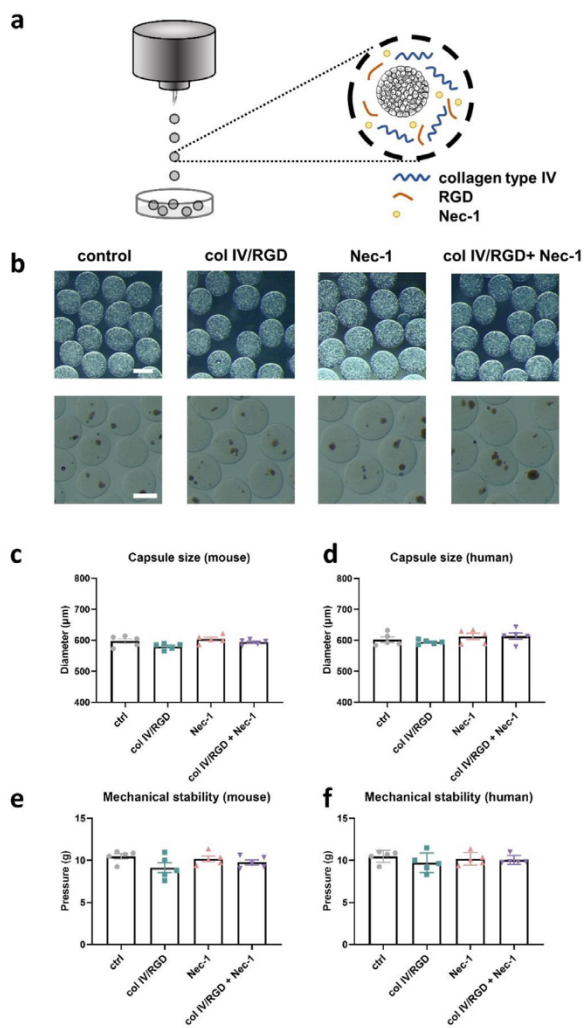 a
collagen type IV
RGD
Nec-1
b
control
col IV/RGD
Nec-1
col IV/RGD+ Nec-1
c
Capsule size (mouse)
Diameter (µm)
800
700
600
500
400
ctrl
col IV/RGD
Nec-1
col IV/RGD + Nec-1
d
Capsule size (human)
Diameter (µm)
800
700
600
500
400
ctrl
col IV/RGD
Nec-1
col IV/RGD + Nec-1
e
Mechanical stability (mouse)
Pressure (g)
15
10
5
0
ctrl
col IV/RGD
Nec-1
col IV/RGD + Nec-1
f
Mechanical stability (human)
Pressure (g)
15
10
5
0
ctrl
col IV/RGD
Nec-1
col IV/RGD + Nec-1